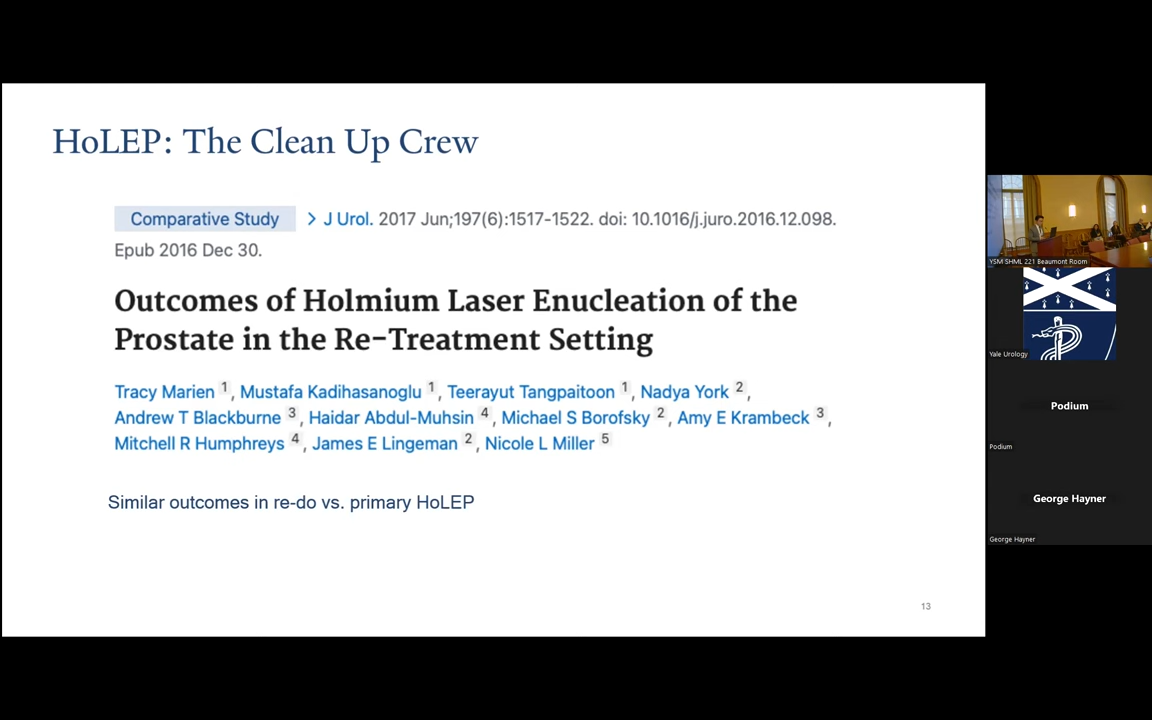 HoLEP: The Clean Up Crew
Comparative Study > J Urol. 2017 Jun;197(6):1517-1522. doi: 10.1016/j.juro.2016.12.098.
Epub 2016 Dec 30.
Outcomes of Holmium Laser Enucleation of the
Prostate in the Re-Treatment Setting
Tracy Marien 1, Mustafa Kadihasanoglu 1, Teerayut Tangpaitoon 1, Nadya York 2,
Andrew T Blackburne 3, Haidar Abdul-Muhsin 4, Michael S Borofsky 2, Amy E Krambeck 3,
Mitchell R Humphreys 4, James E Lingeman 2, Nicole L Miller 5
Similar outcomes in re-do vs. primary HoLEP
13
YSM SHML 221 Beaumont Room
Yale Urology
Podium
Podium
George Hayner
George Hayner